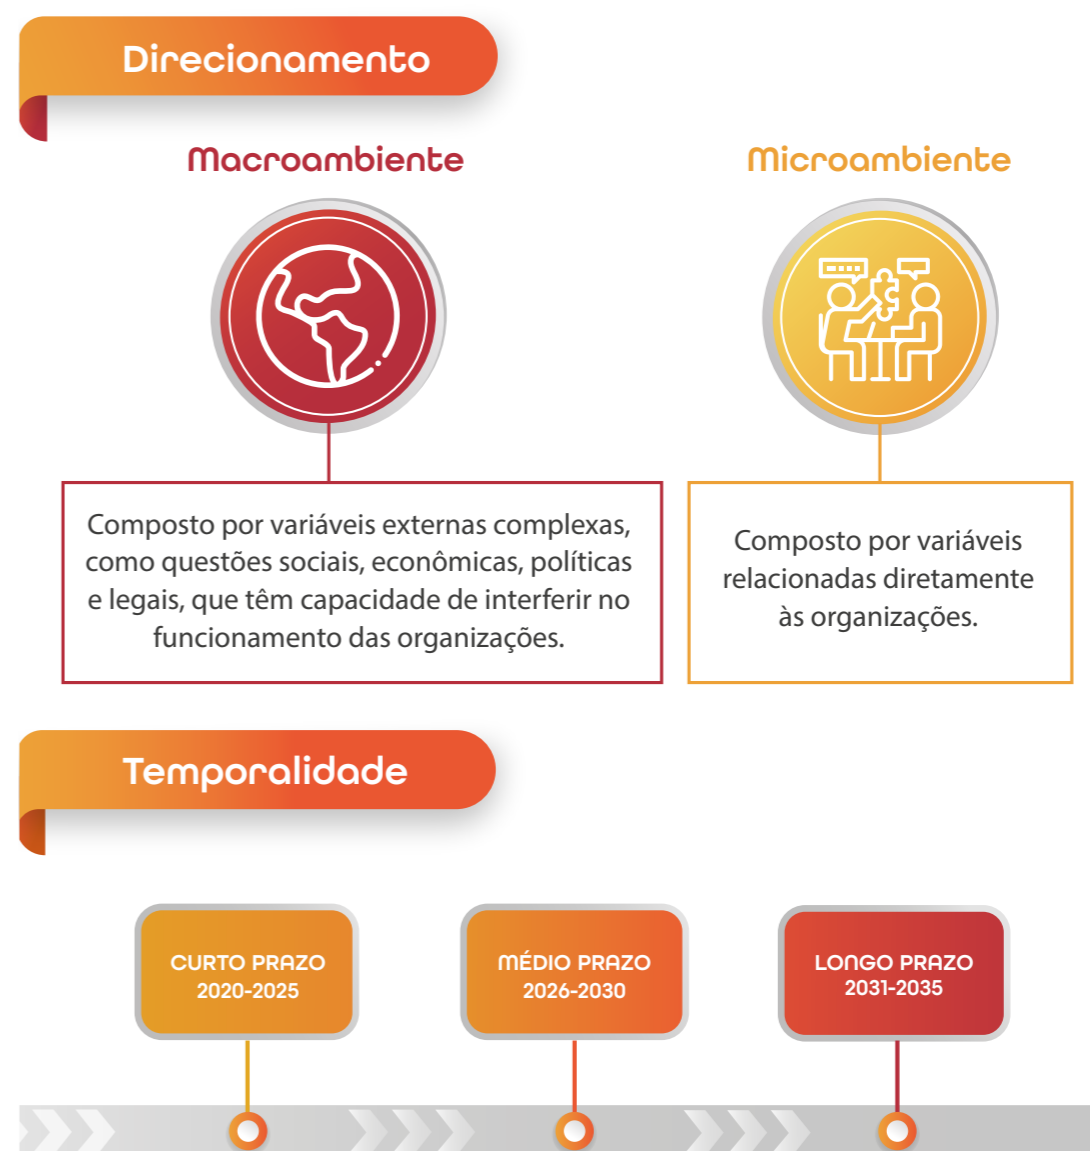 Direcionamento
Macroambiente
Microambiente
Composto por variáveis externas complexas,
como questões sociais, econômicas, políticas
e legais, que têm capacidade de interferir no
funcionamento das organizações.
Composto por variáveis
relacionadas diretamente
às organizações.
Temporalidade
CURTO PRAZO
2020-2025
MÉDIO PRAZO
2026-2030
LONGO PRAZO
2031-2035